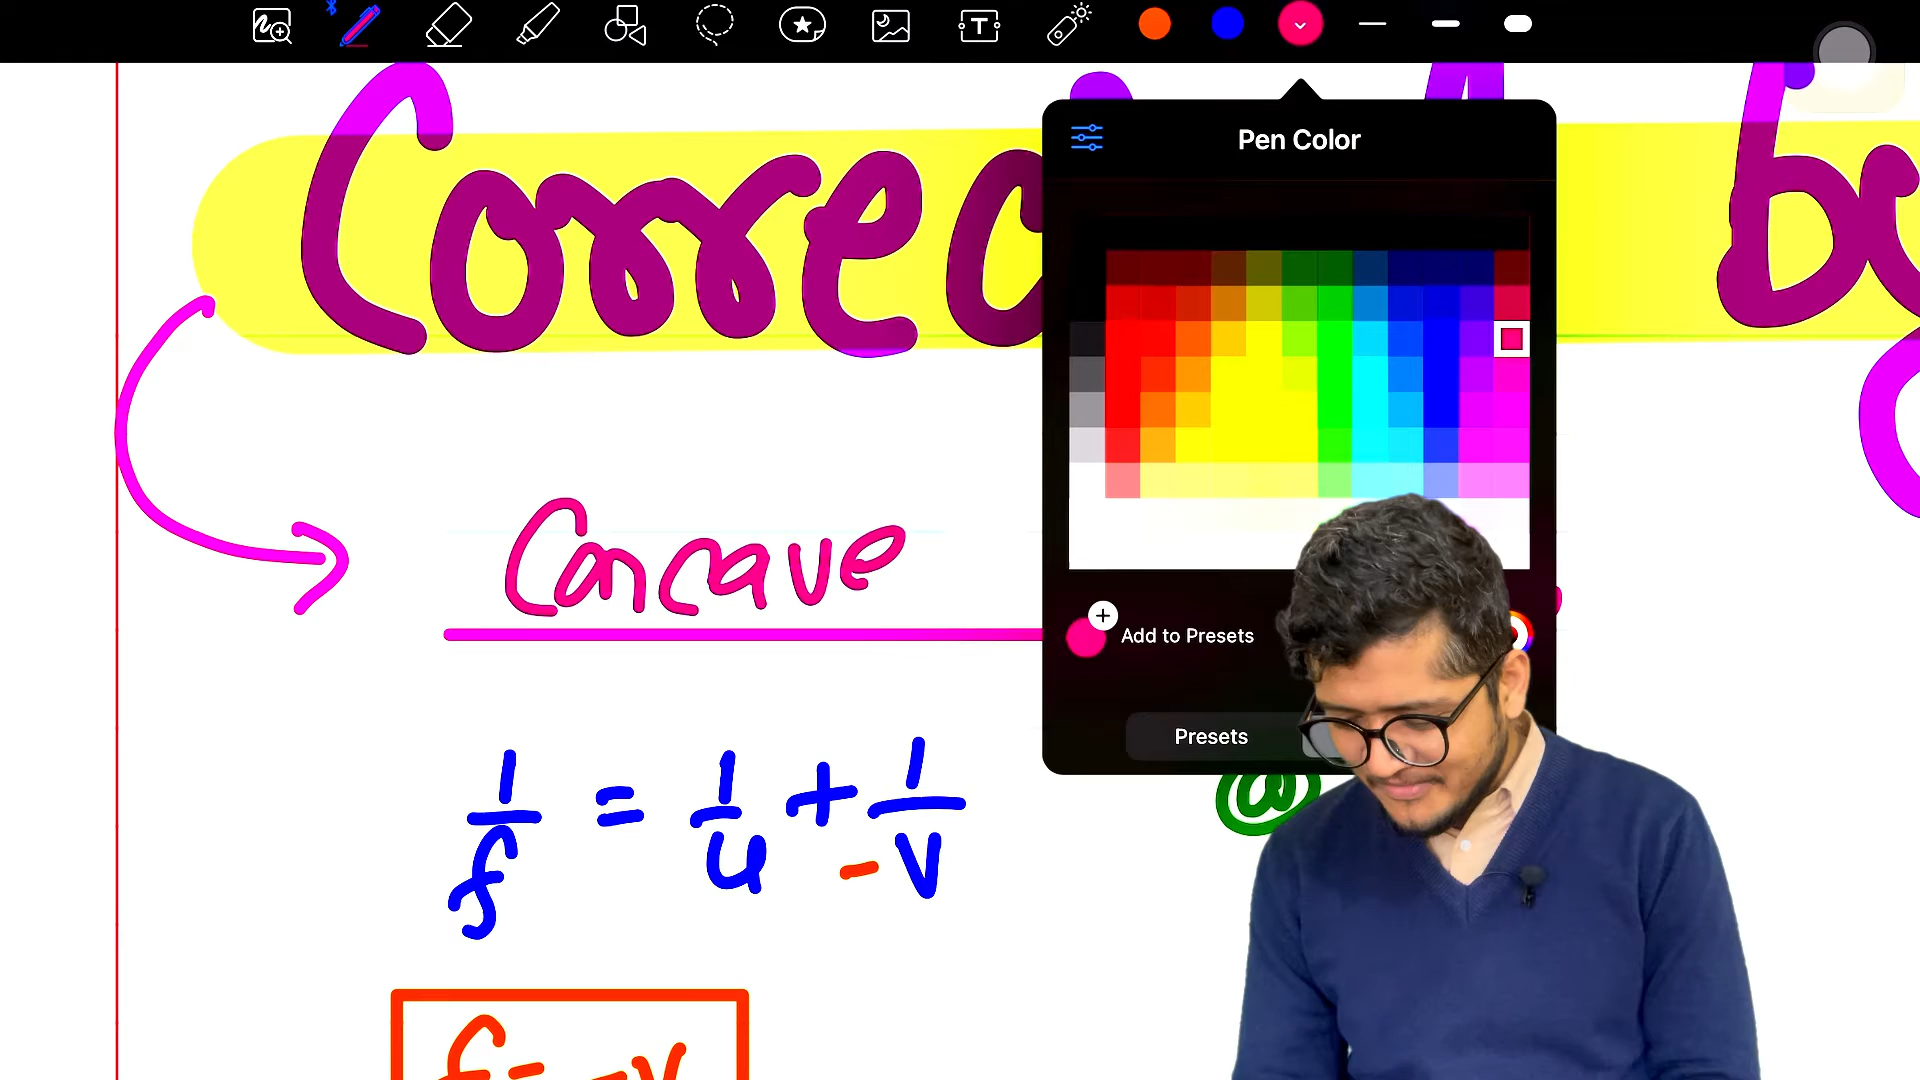 T
Pen Color
Correc
Concave
Add to Presets
Presets
1/f = 1/u + 1/-v
f = -v